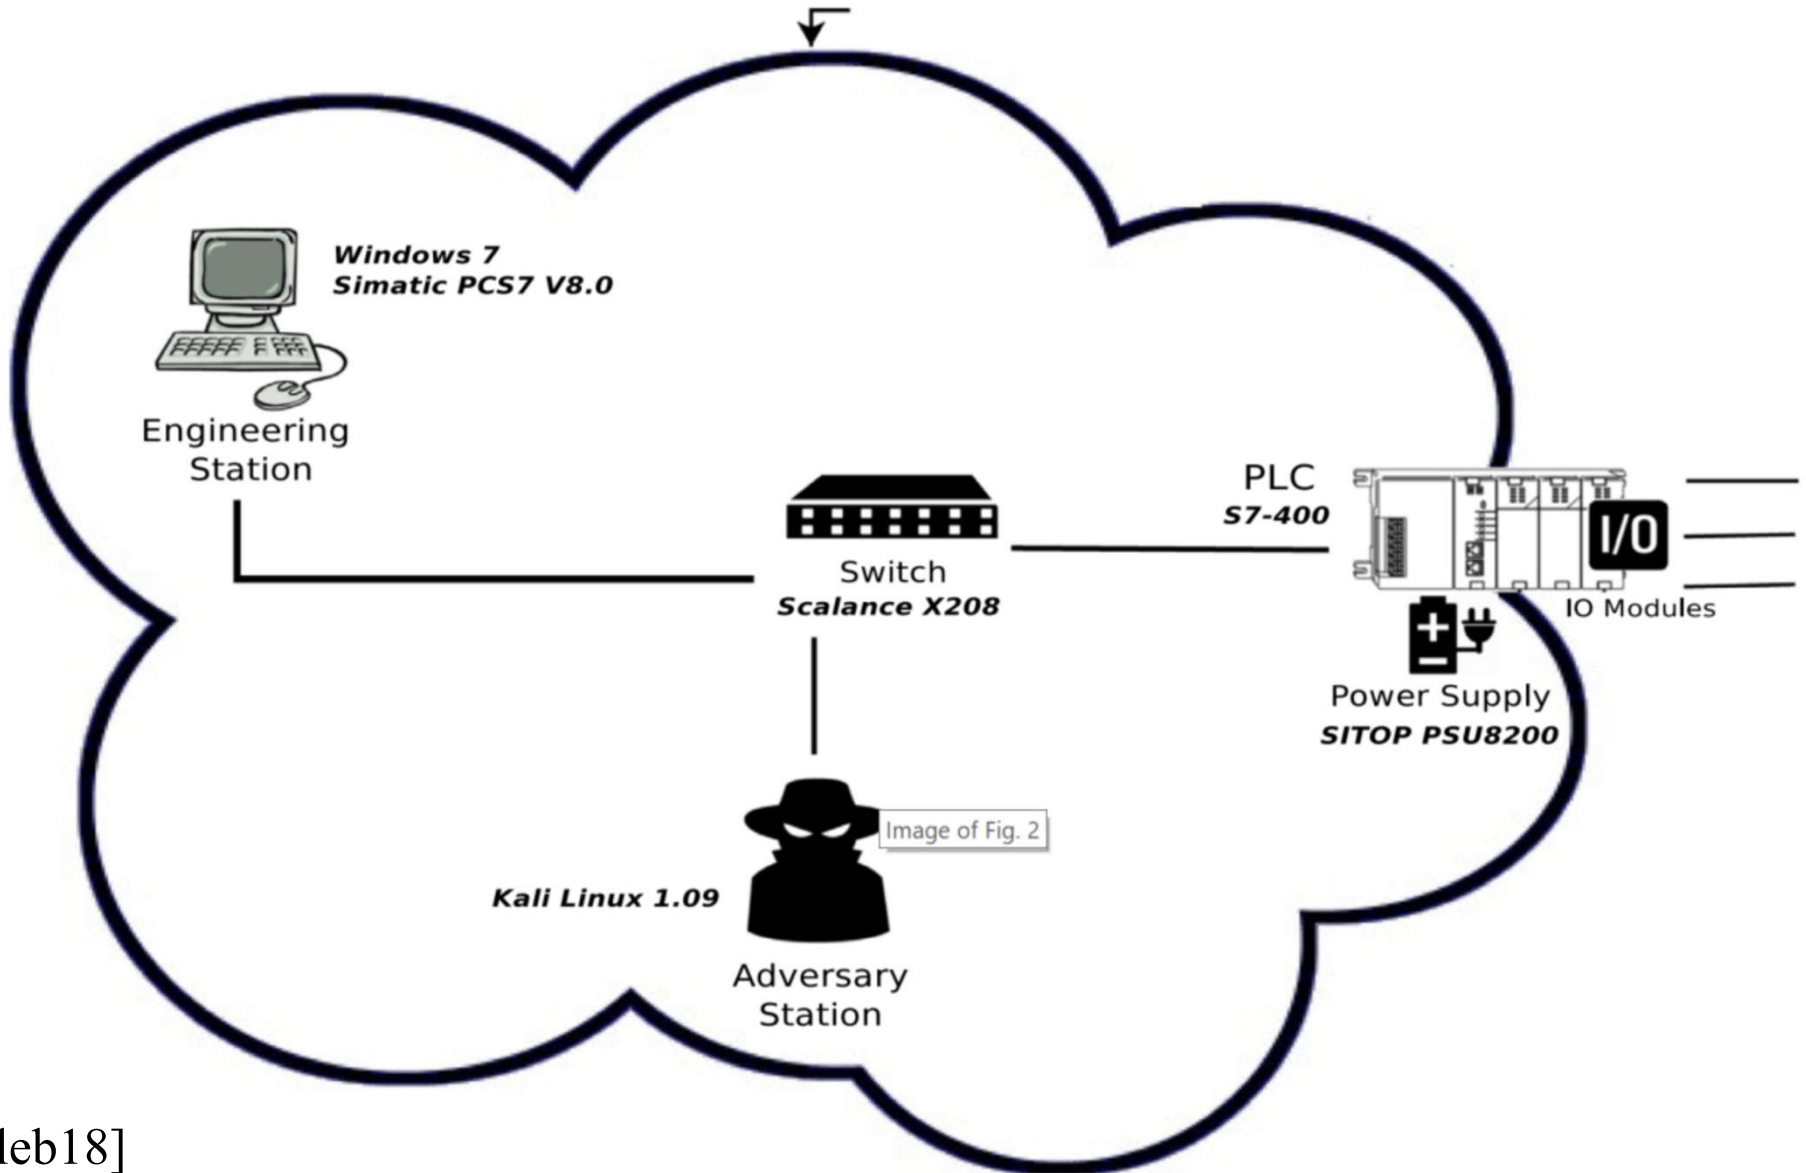 Windows 7
Simatic PCS7 V8.0
Engineering
Station
PLC
S7-400
I/O
Switch
Scalance X208
IO Modules
Power Supply
SITOP PSU8200
Image of Fig. 2
Kali Linux 1.09
Adversary
Station
leb18]